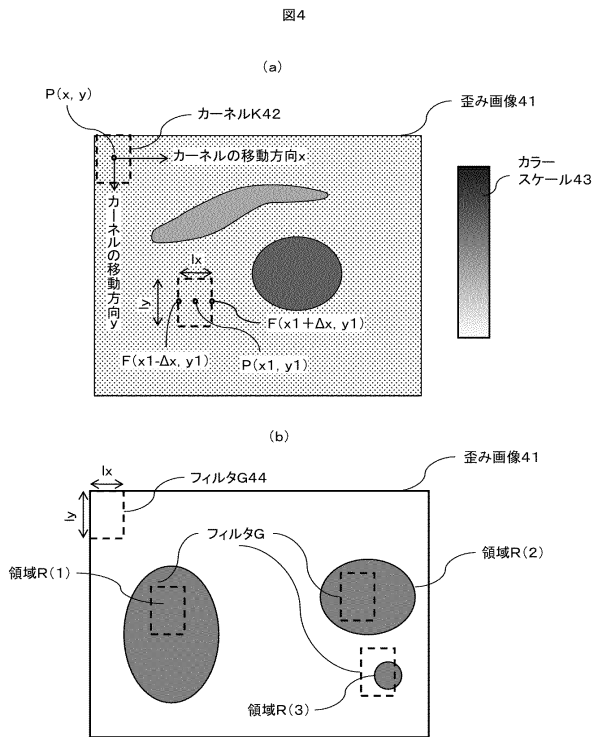 図4
(a)
P(x, y)
カーネルK42
歪み画像41
カーネルの移動方向x
カーネルの移動方向y
カラー
スケール43
lx
ly
F(x1+Δx, y1)
F(x1-Δx, y1)
P(x1, y1)
(b)
歪み画像41
lx
フィルタG44
ly
フィルタG
領域R(1)
領域R(2)
領域R(3)